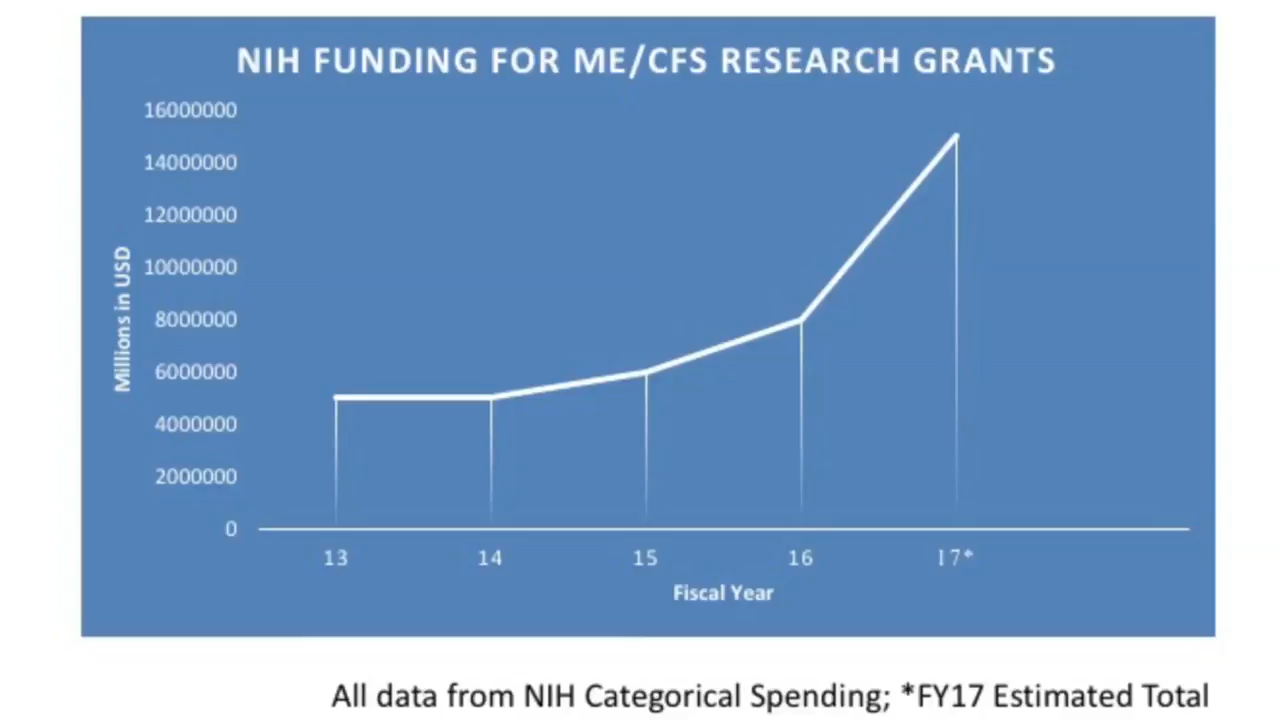 NIH FUNDING FOR ME/CFS RESEARCH GRANTS
16000000
14000000
12000000
10000000
8000000
6000000
4000000
2000000
0
Millions in USD
13 14 15 16 17*
Fiscal Year
All data from NIH Categorical Spending; *FY17 Estimated Total